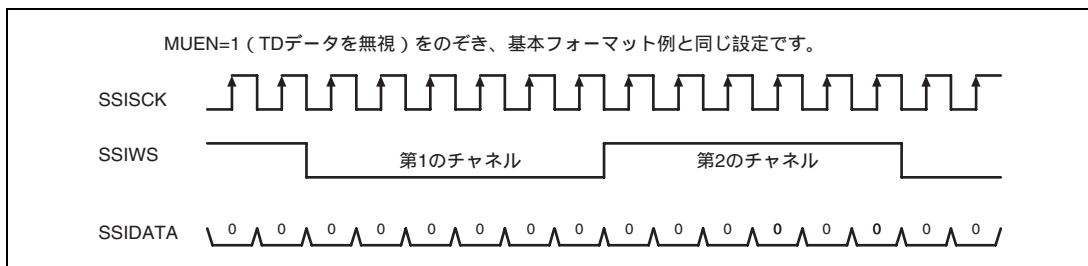 MUEN=1（TDデータを無視）をのぞき、基本フォーマット例と同じ設定です。
SSISCK
SSIWS 第1のチャネル 第2のチャネル
SSIDATA 0 0 0 0 0 0 0 0 0 0 0 0 0 0 0 0